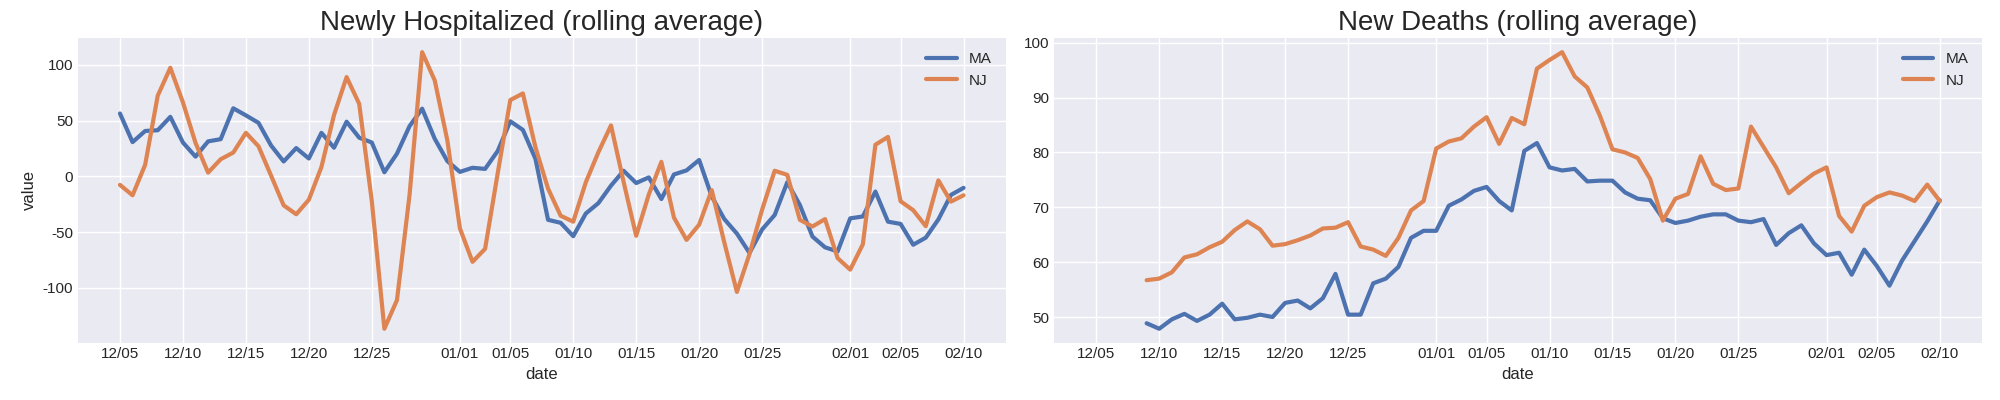 Newly Hospitalized (rolling average)
MA
NJ
100
50
0
-50
-100
value
12/05 12/10 12/15 12/20 12/25 01/01 01/05 01/10 01/15 01/20 01/25 02/01 02/05 02/10
date
New Deaths (rolling average)
MA
NJ
100
90
80
70
60
50
12/05 12/10 12/15 12/20 12/25 01/01 01/05 01/10 01/15 01/20 01/25 02/01 02/05 02/10
date